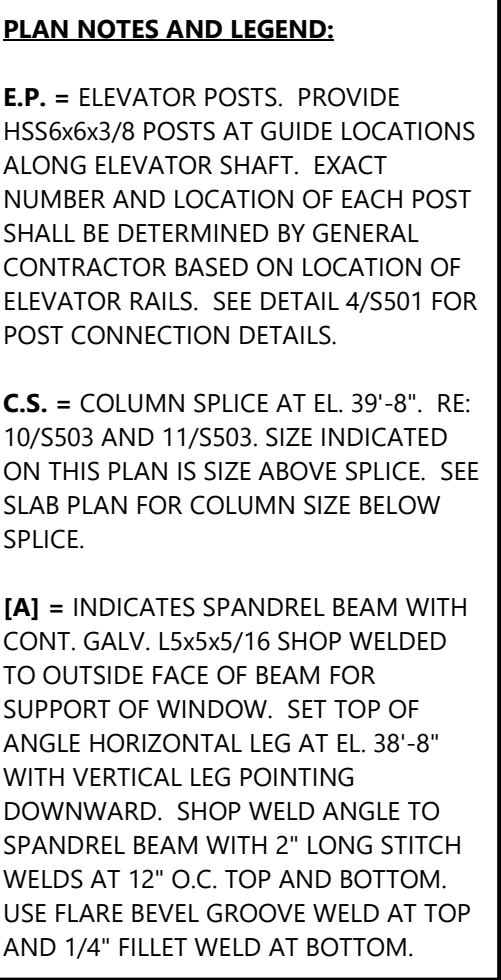 PLAN NOTES AND LEGEND:
E.P. = ELEVATOR POSTS. PROVIDE
HSS6x6x3/8 POSTS AT GUIDE LOCATIONS
ALONG ELEVATOR SHAFT. EXACT
NUMBER AND LOCATION OF EACH POST
SHALL BE DETERMINED BY GENERAL
CONTRACTOR BASED ON LOCATION OF
ELEVATOR RAILS. SEE DETAIL 4/S501 FOR
POST CONNECTION DETAILS.
C.S. = COLUMN SPLICE AT EL. 39'-8". RE:
10/S503 AND 11/S503. SIZE INDICATED
ON THIS PLAN IS SIZE ABOVE SPLICE. SEE
SLAB PLAN FOR COLUMN SIZE BELOW
SPLICE.
[A] = INDICATES SPANDREL BEAM WITH
CONT. GALV. L5x5x5/16 SHOP WELDED
TO OUTSIDE FACE OF BEAM FOR
SUPPORT OF WINDOW. SET TOP OF
ANGLE HORIZONTAL LEG AT EL. 38'-8"
WITH VERTICAL LEG POINTING
DOWNWARD. SHOP WELD ANGLE TO
SPANDREL BEAM WITH 2" LONG STITCH
WELDS AT 12" O.C. TOP AND BOTTOM.
USE FLARE BEVEL GROOVE WELD AT TOP
AND 1/4" FILLET WELD AT BOTTOM.